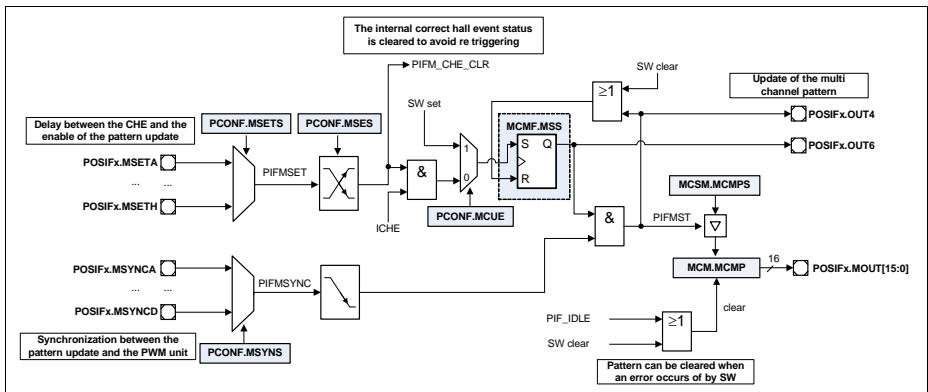 The internal correct hall event status
is cleared to avoid re triggering
PIFM_CHE_CLR
SW clear
Update of the multi
channel pattern
SW set
≥1
POSIFx.OUT4
Delay between the CHE and the
enable of the pattern update
PCONF.MSETS
PCONF.MSES
MCMF.MSS
POSIFx.OUT6
1
S Q
POSIFx.MSETA
PIFMSET
&
0
R
... ...
MCSM.MCMPS
POSIFx.MSETH
PCONF.MCUE
ICHE
&
PIFMST
∇
POSIFx.MSYNCA
MCM.MCMP
16
POSIFx.MOUT[15:0]
... ...
PIFMSYNC
POSIFx.MSYNCD
clear
PIF_IDLE
≥1
Synchronization between the
pattern update and the PWM unit
PCONF.MSYNS
SW clear
Pattern can be cleared when
an error occurs of by SW